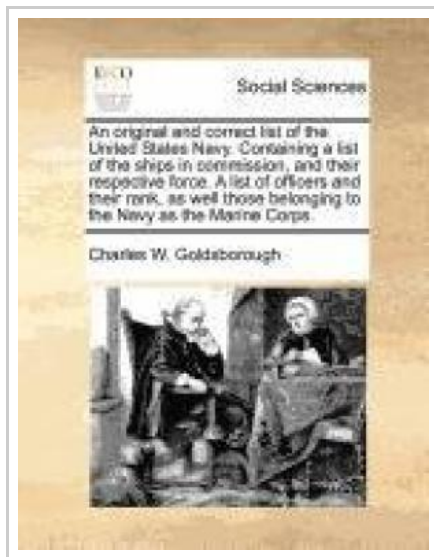 ECCO
Social Sciences
An original and correct list of the
United States Navy. Containing a list
of the ships in commission, and their
respective force. A list of officers and
their rank, as well those belonging to
the Navy as the Marine Corps.
Charles W. Goldsborough